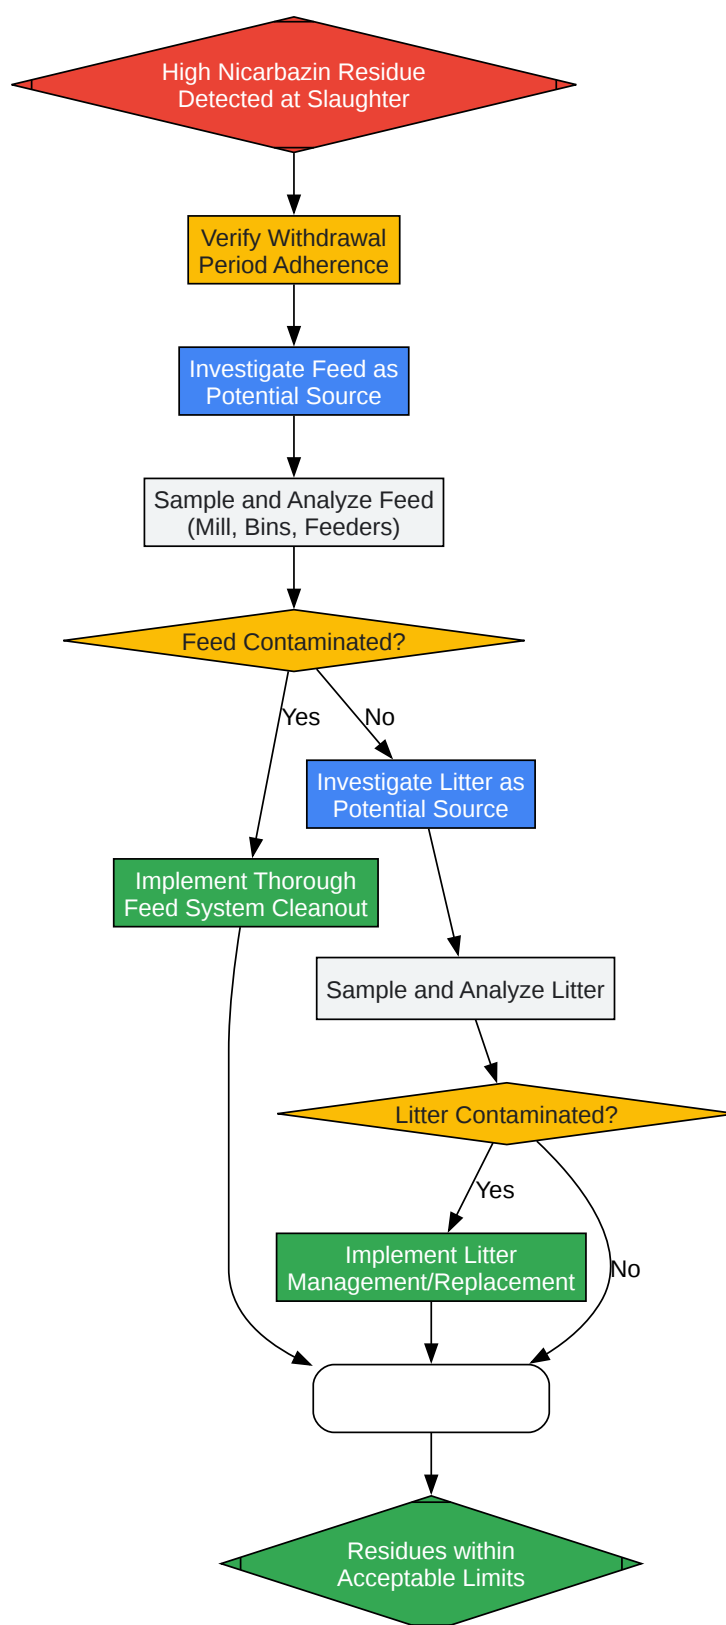 High Nicarbazin Residue
Detected at Slaughter
Verify Withdrawal
Period Adherence
Investigate Feed as
Potential Source
Sample and Analyze Feed
(Mill, Bins, Feeders)
Feed Contaminated?
Yes
No
Investigate Litter as
Potential Source
Implement Thorough
Feed System Cleanout
Sample and Analyze Litter
Litter Contaminated?
Yes
Implement Litter
Management/Replacement
No
Residues within
Acceptable Limits